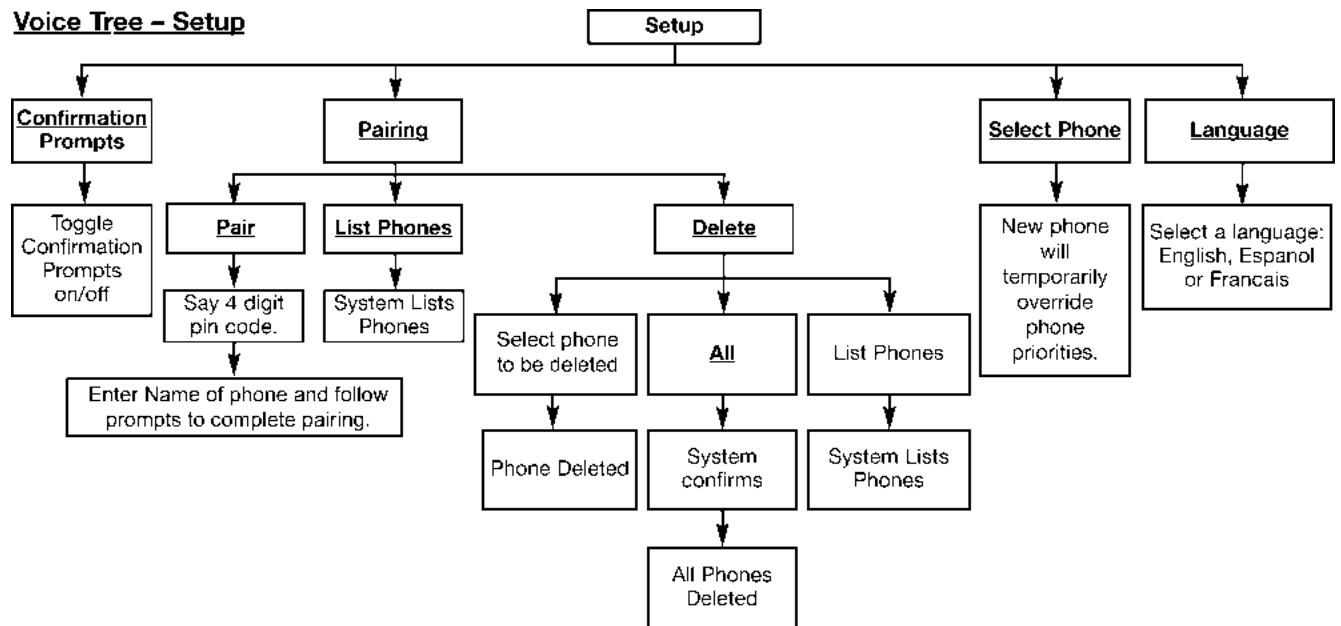 Voice Tree – Setup
Setup
Confirmation
Prompts
Pairing
Select Phone
Language
Toggle
Confirmation
Prompts
on/off
Pair
List Phones
Delete
New phone
will
temporarily
override
phone
priorities.
Select a language:
English, Espanol
or Francais
Say 4 digit
pin code.
System Lists
Phones
Select phone
to be deleted
All
List Phones
Enter Name of phone and follow
prompts to complete pairing.
Phone Deleted
System
confirms
System Lists
Phones
All Phones
Deleted